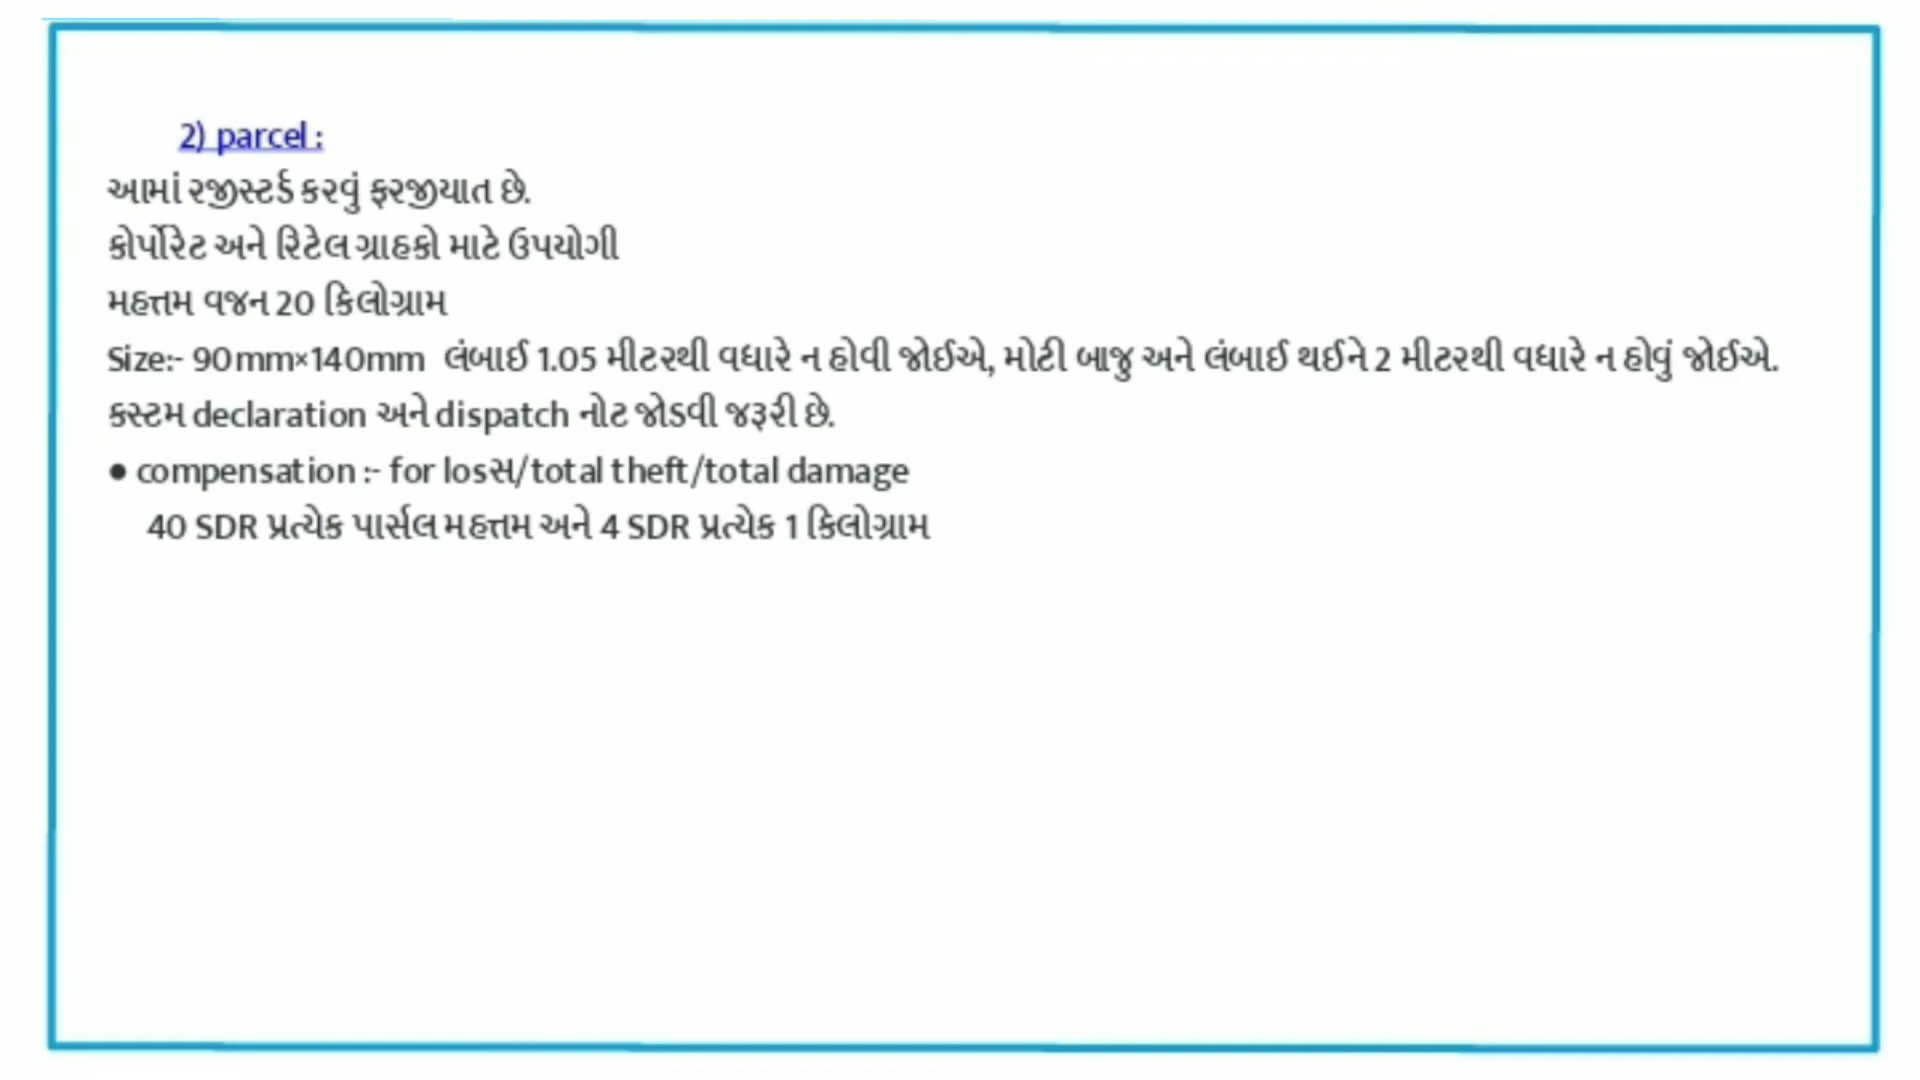 2) parcel :
આમાં રજીસ્ટર્ડ કરવું ફરજીયાત છે.
કોર્પોરેટ અને રિટેલ ગ્રાહકો માટે ઉપયોગી
મહત્તમ વજન 20 કિલોગ્રામ
Size:- 90mm×140mm લંબાઈ 1.05 મીટરથી વધારે ન હોવી જોઈએ, મોટી બાજુ અને લંબાઈ થઈને 2 મીટરથી વધારે ન હોવું જોઈએ.
કસ્ટમ declaration અને dispatch નોટ જોડવી જરૂરી છે.
● compensation :- for losસ/total theft/total damage
40 SDR પ્રત્યેક પાર્સલ મહત્તમ અને 4 SDR પ્રત્યેક 1 કિલોગ્રામ